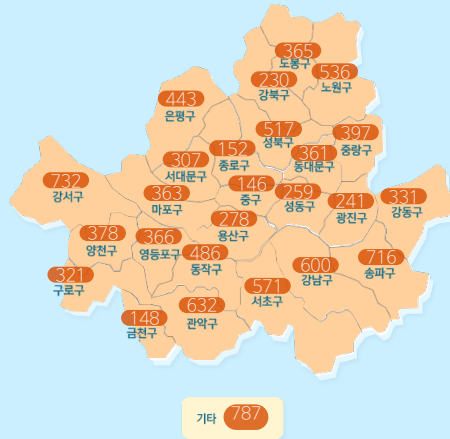 365
도봉구
230
강북구
536
노원구
443
은평구
517
성북구
397
중랑구
152
종로구
361
동대문구
307
서대문구
732
강서구
363
마포구
146
중구
259
성동구
241
광진구
331
강동구
278
용산구
378
양천구
366
영등포구
486
동작구
321
구로구
600
강남구
716
송파구
571
서초구
148
금천구
632
관악구
기타 787